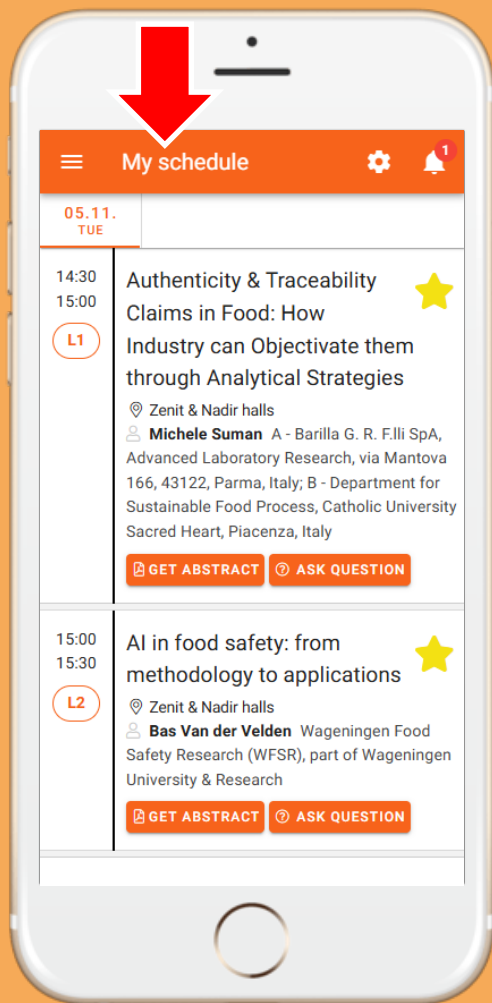 My schedule
1
05.11.
TUE
14:30
15:00
L1
Authenticity & Traceability
Claims in Food: How
Industry can Objectivate them
through Analytical Strategies
Zenit & Nadir halls
Michele Suman A - Barilla G. R. F.lli SpA,
Advanced Laboratory Research, via Mantova
166, 43122, Parma, Italy; B - Department for
Sustainable Food Process, Catholic University
Sacred Heart, Piacenza, Italy
GET ABSTRACT
ASK QUESTION
15:00
15:30
L2
AI in food safety: from
methodology to applications
Zenit & Nadir halls
Bas Van der Velden Wageningen Food
Safety Research (WFSR), part of Wageningen
University & Research
GET ABSTRACT
ASK QUESTION